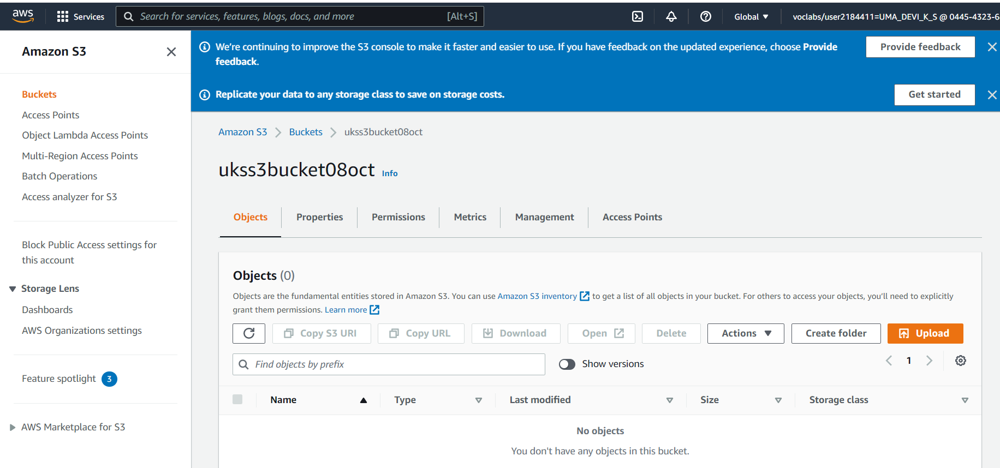 aws
Services
Search for services, features, blogs, docs, and more
[Alt+S]
Global
voclabs/user2184411=UMA_DEVI_K_S @ 0445-4323-6
Amazon S3
Buckets
Access Points
Object Lambda Access Points
Multi-Region Access Points
Batch Operations
Access analyzer for S3
Block Public Access settings for
this account
Storage Lens
Dashboards
AWS Organizations settings
Feature spotlight 3
AWS Marketplace for S3
We're continuing to improve the S3 console to make it faster and easier to use. If you have feedback on the updated experience, choose Provide
feedback.
Provide feedback
Replicate your data to any storage class to save on storage costs.
Get started
Amazon S3 > Buckets > ukss3bucket08oct
ukss3bucket08oct Info
Objects
Properties
Permissions
Metrics
Management
Access Points
Objects (0)
Objects are the fundamental entities stored in Amazon S3. You can use Amazon S3 inventory to get a list of all objects in your bucket. For others to access your objects, you'll need to explicitly
grant them permissions. Learn more
Copy S3 URI
Copy URL
Download
Open
Delete
Actions
Create folder
Upload
Find objects by prefix
Show versions
1
Name
Type
Last modified
Size
Storage class
No objects
You don't have any objects in this bucket.